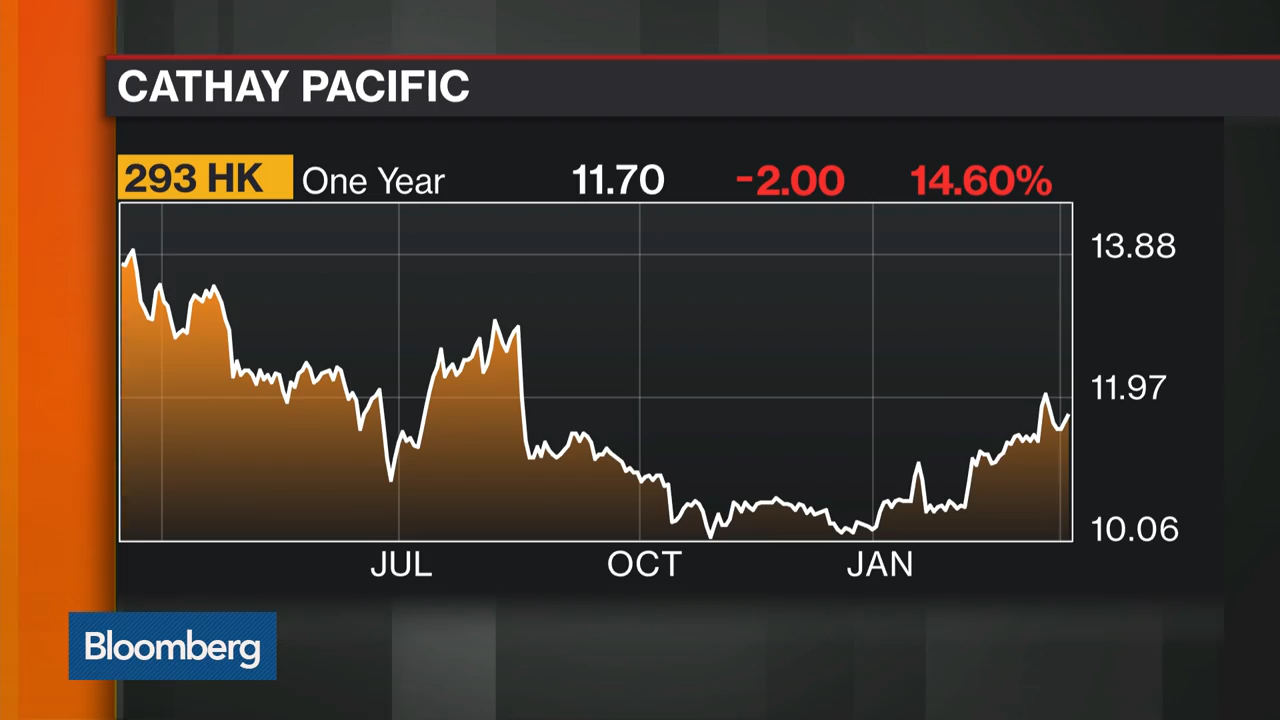 CATHAY PACIFIC
293 HK One Year 11.70 -2.00 14.60%
13.88
11.97
10.06
JUL OCT JAN
Bloomberg